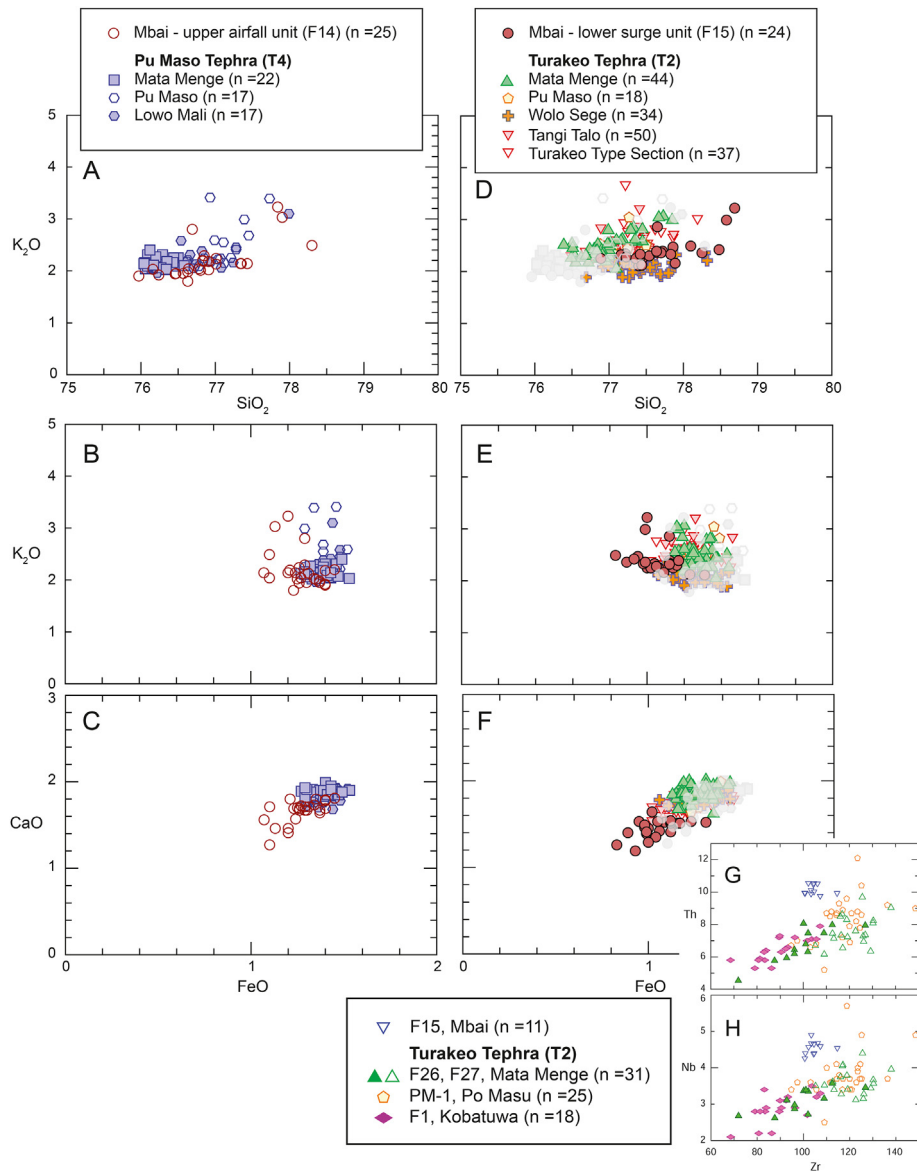 Mbai - upper airfall unit (F14) (n =25)
Pu Maso Tephra (T4)
Mata Menge (n =22)
Pu Maso (n =17)
Lowo Mali (n =17)
Mbai - lower surge unit (F15) (n =24)
Turakeo Tephra (T2)
Mata Menge (n =44)
Pu Maso (n =18)
Wolo Sege (n =34)
Tangi Talo (n =50)
Turakeo Type Section (n =37)
5
4
3
2
1
0
K2O
A
75
76
77
78
79
80
SiO2
5
4
3
2
1
0
K2O
D
75
76
77
78
79
80
SiO2
5
4
3
2
1
0
K2O
B
E
3
2
1
0
CaO
C
0
1
2
FeO
F
0
1
FeO
12
10
8
6
4
Th
G
6
5
4
3
2
Nb
H
60
80
100
120
140
Zr
F15, Mbai (n =11)
Turakeo Tephra (T2)
F26, F27, Mata Menge (n =31)
PM-1, Po Masu (n =25)
F1, Kobatuwa (n =18)